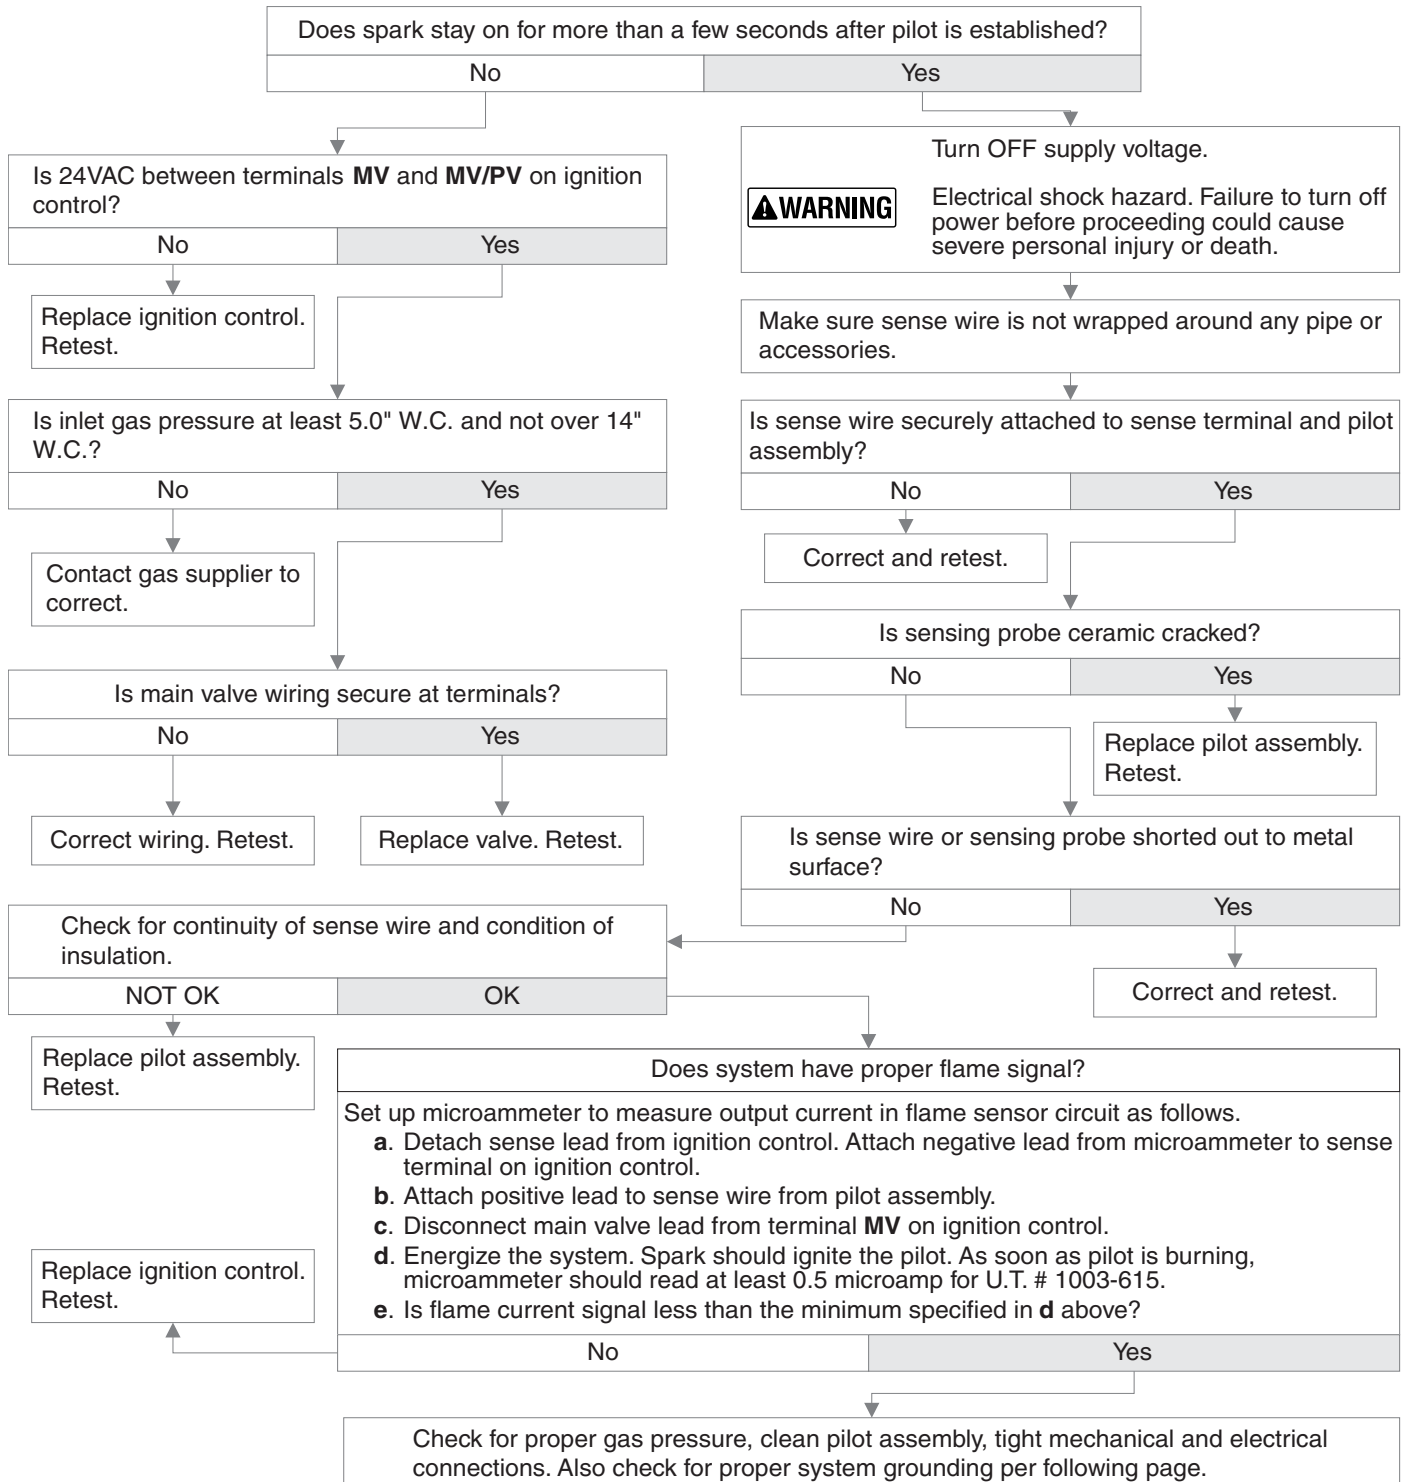 Does spark stay on for more than a few seconds after pilot is established?
No
Yes
Is 24VAC between terminals MV and MV/PV on ignition
control?
No
Yes
Replace ignition control.
Retest.
Is inlet gas pressure at least 5.0" W.C. and not over 14"
W.C.?
No
Yes
Contact gas supplier to
correct.
Is main valve wiring secure at terminals?
No
Yes
Correct wiring. Retest.
Replace valve. Retest.
Turn OFF supply voltage.
WARNING
Electrical shock hazard. Failure to turn off
power before proceeding could cause
severe personal injury or death.
Make sure sense wire is not wrapped around any pipe or
accessories.
Is sense wire securely attached to sense terminal and pilot
assembly?
No
Yes
Correct and retest.
Is sensing probe ceramic cracked?
No
Yes
Replace pilot assembly.
Retest.
Is sense wire or sensing probe shorted out to metal
surface?
No
Yes
Correct and retest.
Check for continuity of sense wire and condition of
insulation.
NOT OK
OK
Replace pilot assembly.
Retest.
Does system have proper flame signal?
Set up microammeter to measure output current in flame sensor circuit as follows.
a. Detach sense lead from ignition control. Attach negative lead from microammeter to sense
terminal on ignition control.
b. Attach positive lead to sense wire from pilot assembly.
c. Disconnect main valve lead from terminal MV on ignition control.
d. Energize the system. Spark should ignite the pilot. As soon as pilot is burning,
microammeter should read at least 0.5 microamp for U.T. # 1003-615.
e. Is flame current signal less than the minimum specified in d above?
No
Yes
Replace ignition control.
Retest.
Check for proper gas pressure, clean pilot assembly, tight mechanical and electrical
connections. Also check for proper system grounding per following page.